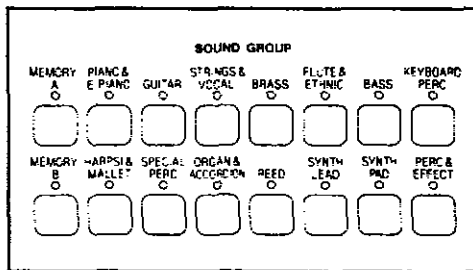 SOUND GROUP
MEMORY A PIANO & E PIANO GUITAR STRINGS & VOCAL BRASS FLUTE & ETHNIC BASS KEYBOARD PERC
MEMORY B HARPSI & MALLET SPECIAL PERC ORGAN & ACCORDION REED SYNTH LEAD SYNTH PAD PERC & EFFECT